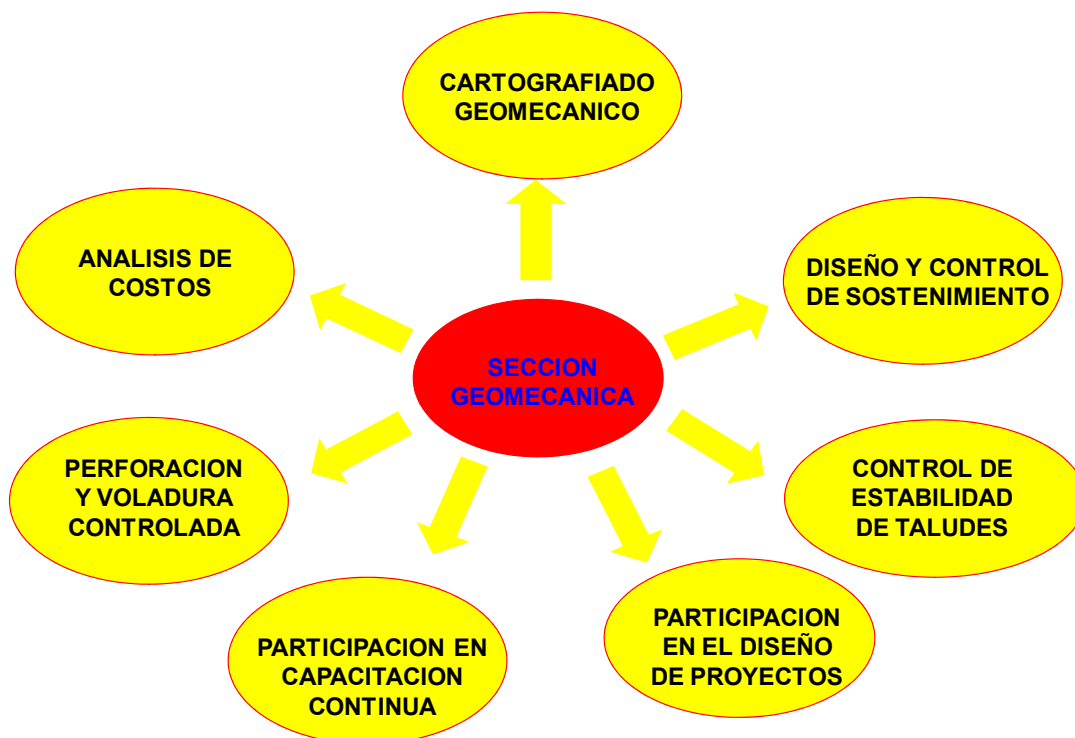 CARTOGRAFIADO
GEOMECANICO
ANALISIS DE
COSTOS
DISEÑO Y CONTROL
DE SOSTENIMIENTO
SECCION
GEOMECANICA
PERFORACION
Y VOLADURA
CONTROLADA
CONTROL DE
ESTABILIDAD
DE TALUDES
PARTICIPACION EN
CAPACITACION
CONTINUA
PARTICIPACION
EN EL DISEÑO
DE PROYECTOS